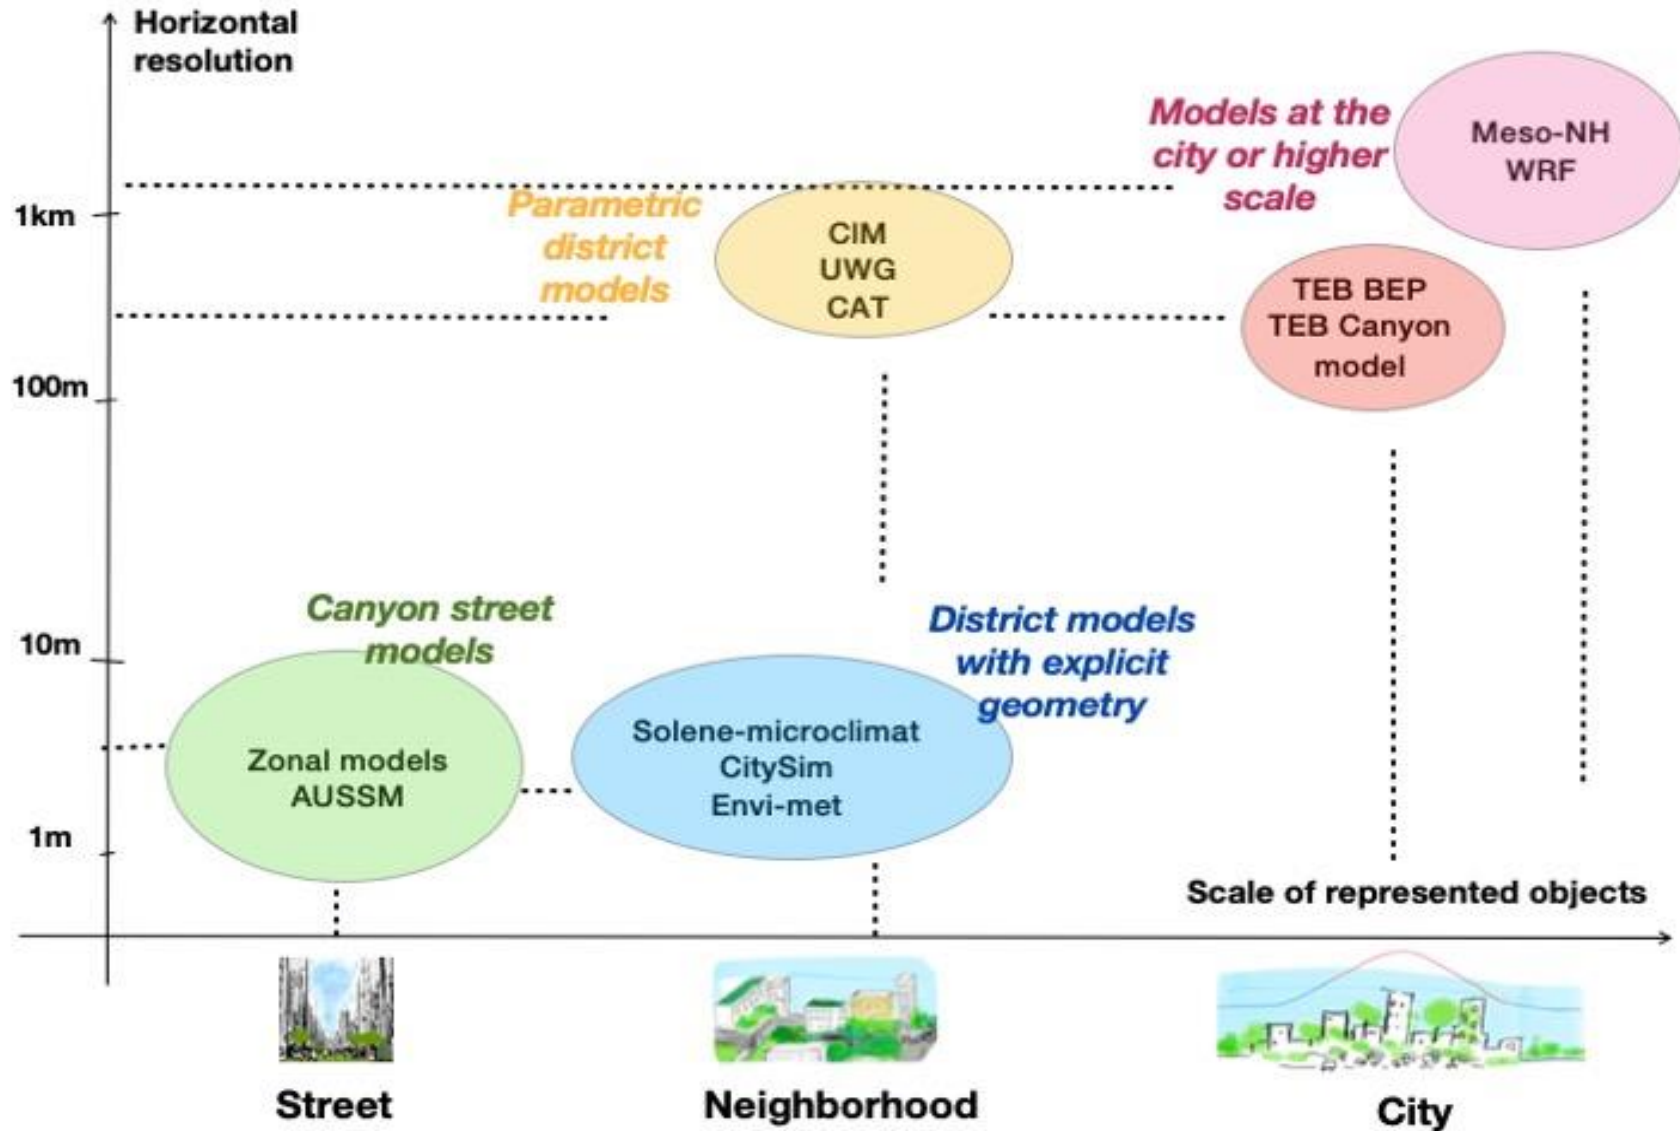 Horizontal
resolution
Models at the
city or higher
scale
Meso-NH
WRF
1km
Parametric
district
models
CIM
UWG
CAT
TEB BEP
TEB Canyon
model
100m
Canyon street
models
District models
with explicit
geometry
10m
Zonal models
AUSSM
Solene-microclimat
CitySim
Envi-met
1m
Scale of represented objects
Street
Neighborhood
City